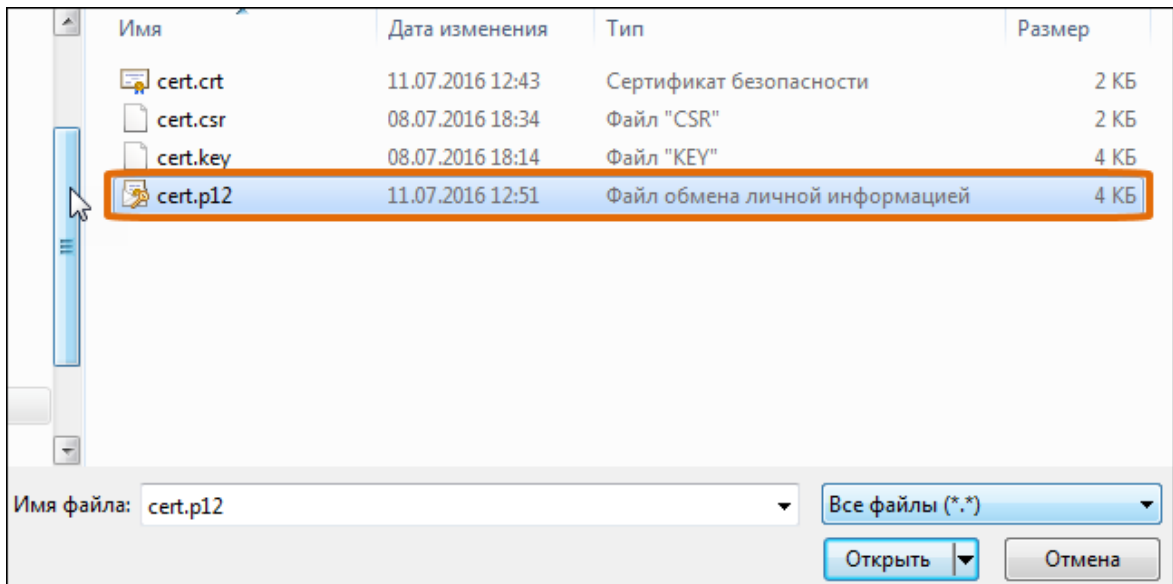 Имя Дата изменения Тип Размер
cert.crt 11.07.2016 12:43 Сертификат безопасности 2 КБ
cert.csr 08.07.2016 18:34 Файл "CSR" 2 КБ
cert.key 08.07.2016 18:14 Файл "KEY" 4 КБ
cert.p12 11.07.2016 12:51 Файл обмена личной информацией 4 КБ
Имя файла: cert.p12 Все файлы (*.*)
Открыть Отмена